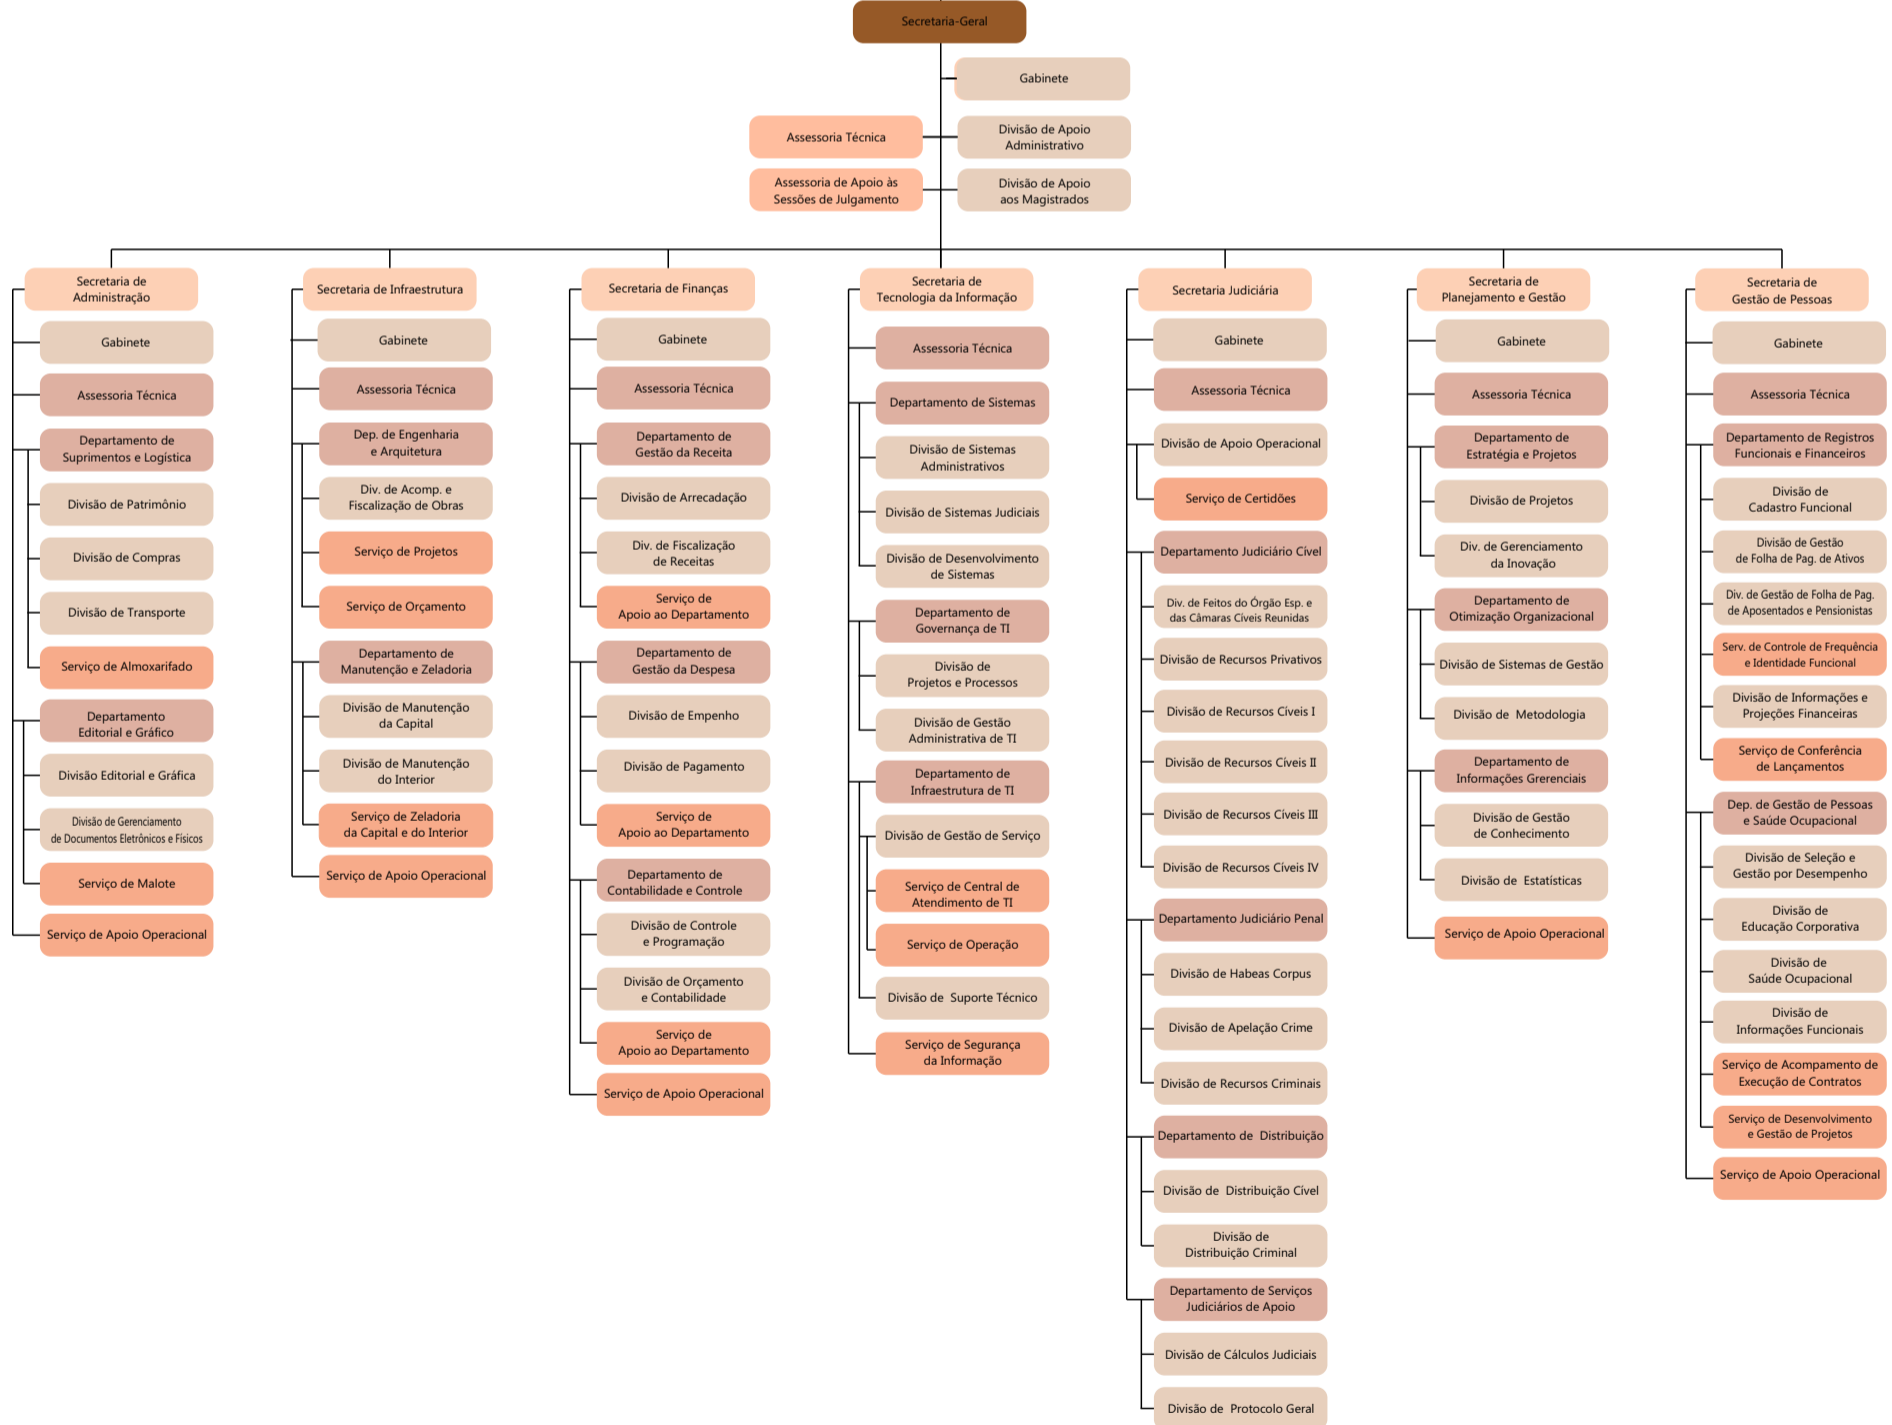 Secretaria-Geral
Gabinete
Assessoria Técnica
Divisão de Apoio
Administrativo
Assessoria de Apoio às
Sessões de Julgamento
Divisão de Apoio
aos Magistrados
Secretaria de
Administração
Gabinete
Assessoria Técnica
Departamento de
Suprimentos e Logística
Divisão de Patrimônio
Divisão de Compras
Divisão de Transporte
Serviço de Almoxarifado
Departamento
Editorial e Gráfico
Divisão Editorial e Gráfica
Divisão de Gerenciamento
de Documentos Eletrônicos e Físicos
Serviço de Malote
Serviço de Apoio Operacional
Secretaria de Infraestrutura
Gabinete
Assessoria Técnica
Dep. de Engenharia
e Arquitetura
Div. de Acomp. e
Fiscalização de Obras
Serviço de Projetos
Serviço de Orçamento
Departamento de
Manutenção e Zeladoria
Divisão de Manutenção
da Capital
Divisão de Manutenção
do Interior
Serviço de Zeladoria
da Capital e do Interior
Serviço de Apoio Operacional
Secretaria de Finanças
Gabinete
Assessoria Técnica
Departamento de
Gestão da Receita
Divisão de Arrecadação
Div. de Fiscalização
de Receitas
Serviço de
Apoio ao Departamento
Departamento de
Gestão da Despesa
Divisão de Empenho
Divisão de Pagamento
Serviço de
Apoio ao Departamento
Departamento de
Contabilidade e Controle
Divisão de Controle
e Programação
Divisão de Orçamento
e Contabilidade
Serviço de
Apoio ao Departamento
Serviço de Apoio Operacional
Secretaria de
Tecnologia da Informação
Assessoria Técnica
Departamento de Sistemas
Divisão de Sistemas
Administrativos
Divisão de Sistemas Judiciais
Divisão de Desenvolvimento
de Sistemas
Departamento de
Governança de TI
Divisão de
Projetos e Processos
Divisão de Gestão
Administrativa de TI
Departamento de
Infraestrutura de TI
Divisão de Gestão de Serviço
Serviço de Central de
Atendimento de TI
Serviço de Operação
Divisão de Suporte Técnico
Serviço de Segurança
da Informação
Secretaria Judiciária
Gabinete
Assessoria Técnica
Divisão de Apoio Operacional
Serviço de Certidões
Departamento Judiciário Cível
Div. de Feitos do Órgão Esp. e
das Câmaras Cíveis Reunidas
Divisão de Recursos Privativos
Divisão de Recursos Cíveis I
Divisão de Recursos Cíveis II
Divisão de Recursos Cíveis III
Divisão de Recursos Cíveis IV
Departamento Judiciário Penal
Divisão de Habeas Corpus
Divisão de Apelação Crime
Divisão de Recursos Criminais
Departamento de Distribuição
Divisão de Distribuição Cível
Divisão de
Distribuição Criminal
Departamento de Serviços
Judiciários de Apoio
Divisão de Cálculos Judiciais
Divisão de Protocolo Geral
Secretaria de
Planejamento e Gestão
Gabinete
Assessoria Técnica
Departamento de
Estratégia e Projetos
Divisão de Projetos
Div. de Gerenciamento
da Inovação
Departamento de
Otimização Organizacional
Divisão de Sistemas de Gestão
Divisão de Metodologia
Departamento de
Informações Grerenciais
Divisão de Gestão
de Conhecimento
Divisão de Estatísticas
Serviço de Apoio Operacional
Secretaria de
Gestão de Pessoas
Gabinete
Assessoria Técnica
Departamento de Registros
Funcionais e Financeiros
Divisão de
Cadastro Funcional
Divisão de Gestão
de Folha de Pag. de Ativos
Div. de Gestão de Folha de Pag.
de Aposentados e Pensionistas
Serv. de Controle de Frequência
e Identidade Funcional
Divisão de Informações e
Projeções Financeiras
Serviço de Conferência
de Lançamentos
Dep. de Gestão de Pessoas
e Saúde Ocupacional
Divisão de Seleção e
Gestão por Desempenho
Divisão de
Educação Corporativa
Divisão de
Saúde Ocupacional
Divisão de
Informações Funcionais
Serviço de Acompamento de
Execução de Contratos
Serviço de Desenvolvimento
e Gestão de Projetos
Serviço de Apoio Operacional